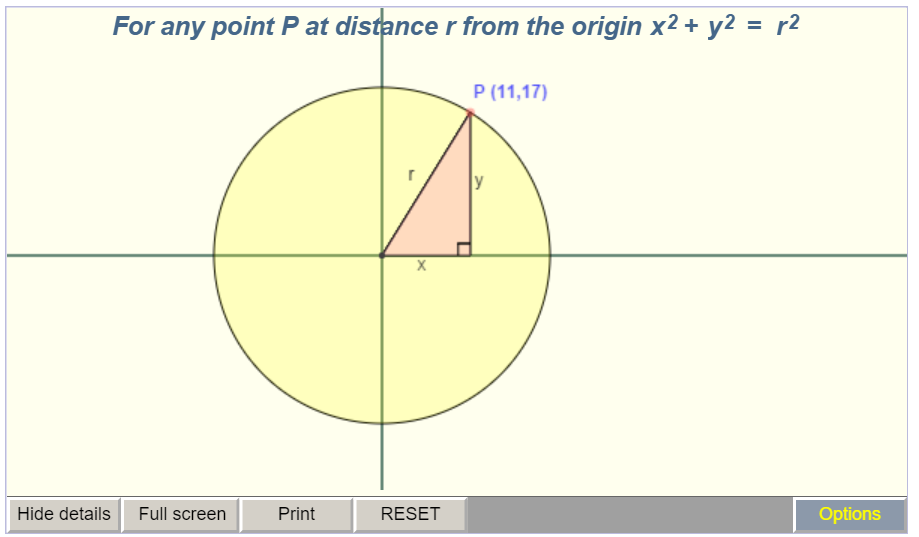 For any point P at distance r from the origin x² + y² = r²
P (11,17)
r
y
x
Hide details
Full screen
Print
RESET
Options